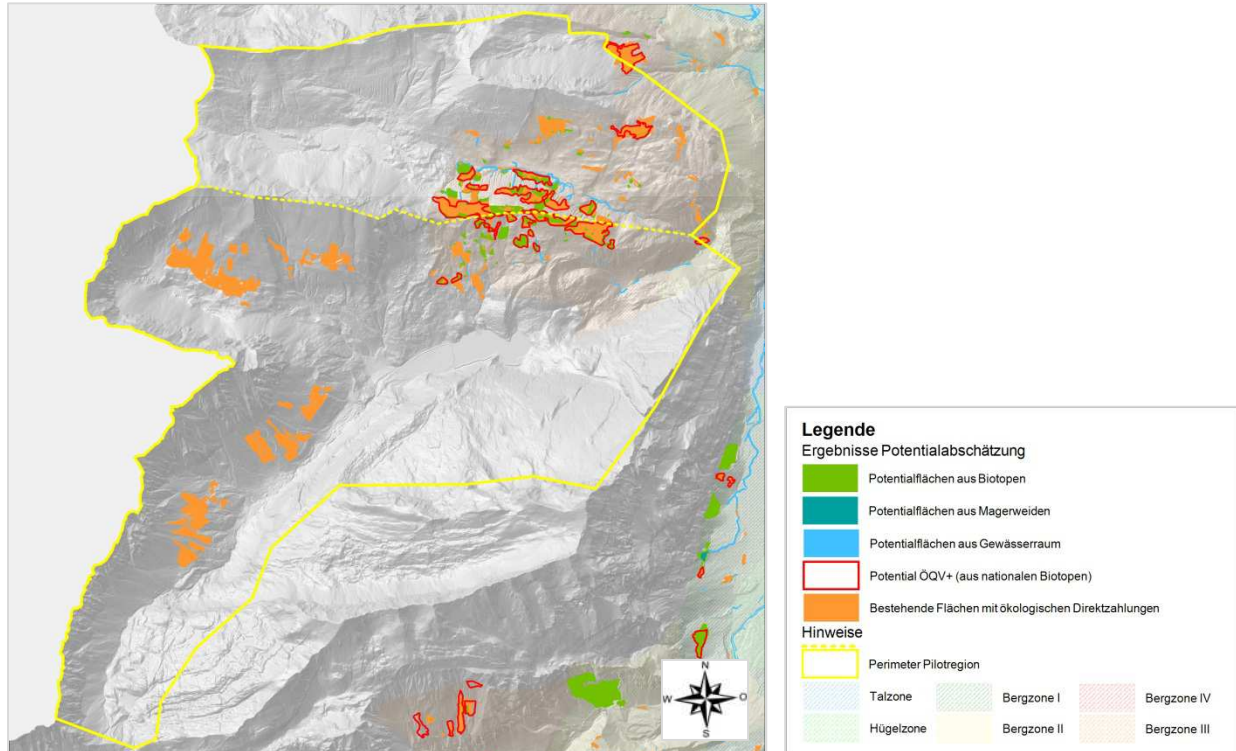 N
W
O
S
Legende
Ergebnisse Potentialabschätzung
Potentialflächen aus Biotopen
Potentialflächen aus Magerweiden
Potentialflächen aus Gewässerraum
Potential ÖQV+ (aus nationalen Biotopen)
Bestehende Flächen mit ökologischen Direktzahlungen
Hinweise
Perimeter Pilotregion
Talzone Bergzone I Bergzone IV
Hügelzone Bergzone II Bergzone III